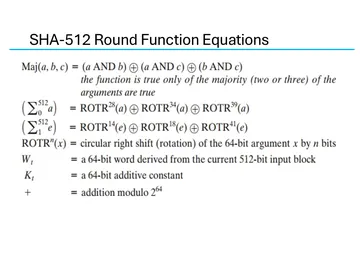 SHA-512 Round Function Equations
Maj(a, b, c) = (a AND b) ⊕ (a AND c) ⊕ (b AND c)
the function is true only of the majority (two or three) of the
arguments are true
(∑₀⁵¹² a) = ROTR²⁸(a) ⊕ ROTR³⁴(a) ⊕ ROTR³⁹(a)
(∑₁⁵¹² e) = ROTR¹⁴(e) ⊕ ROTR¹⁸(e) ⊕ ROTR⁴¹(e)
ROTRⁿ(x) = circular right shift (rotation) of the 64-bit argument x by n bits
Wₜ = a 64-bit word derived from the current 512-bit input block
Kₜ = a 64-bit additive constant
+ = addition modulo 2⁶⁴